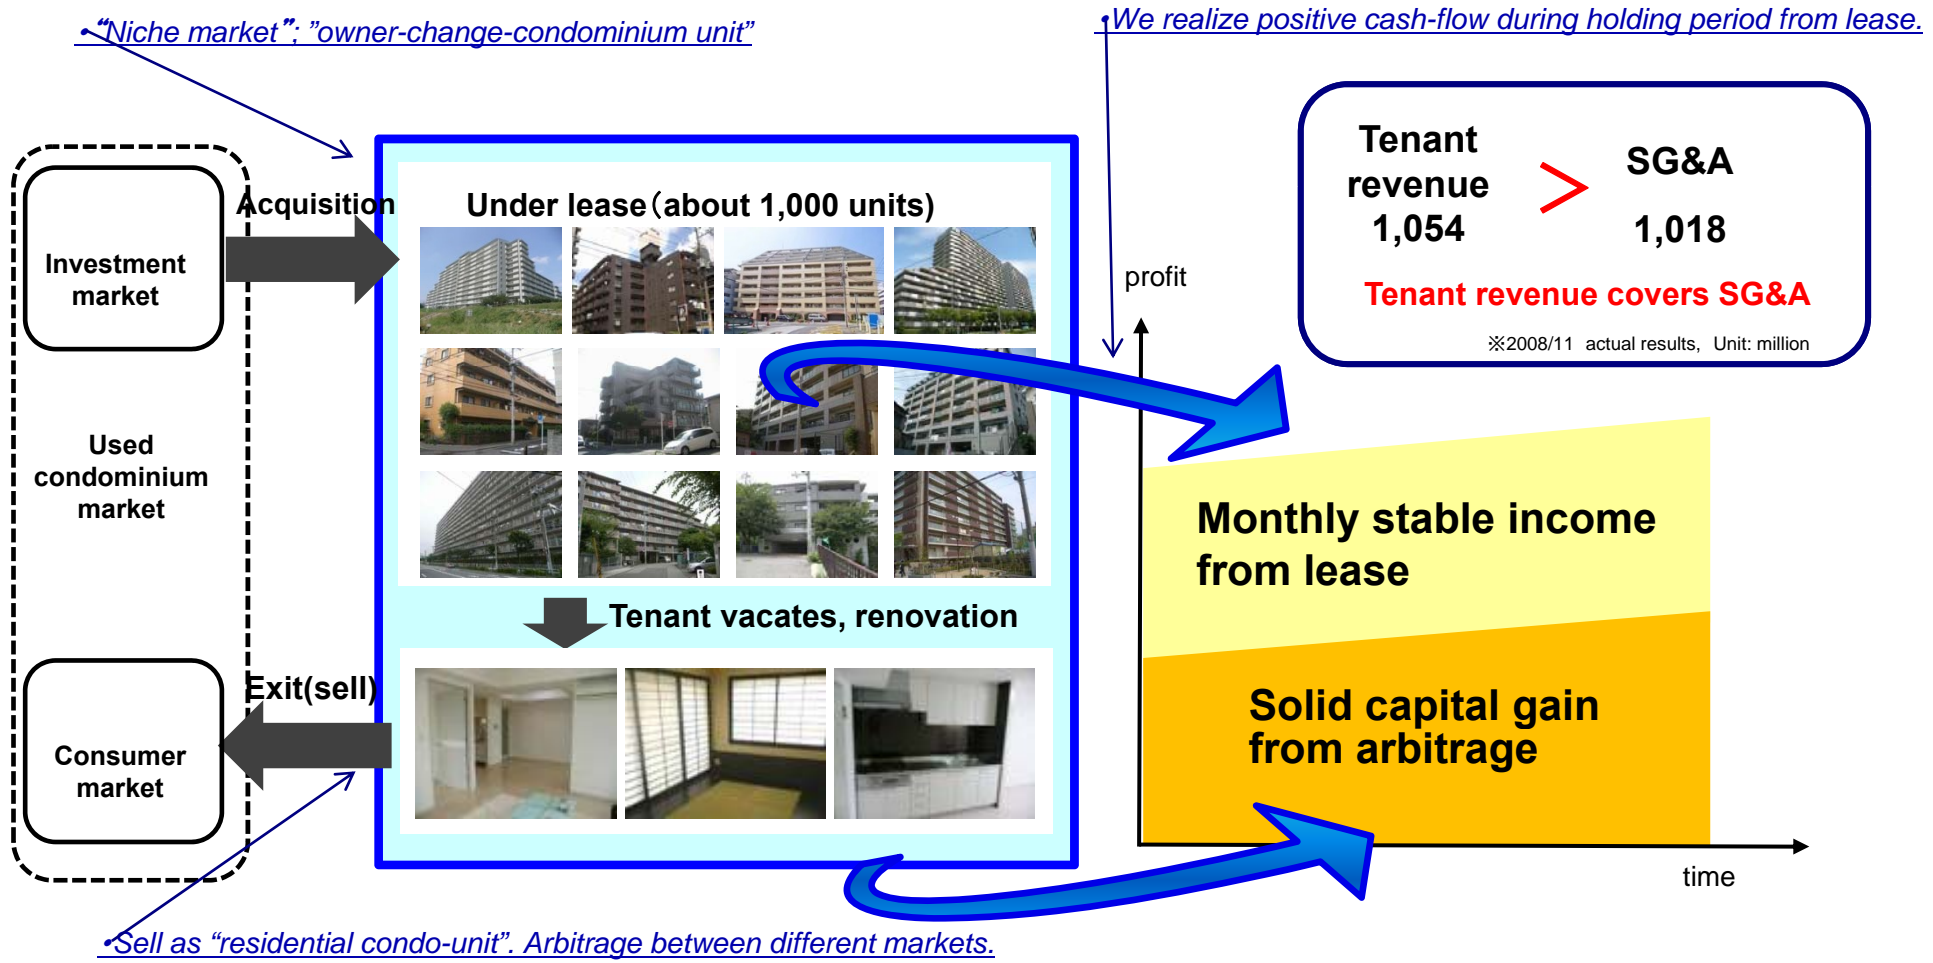 •“Niche market”; ”owner-change-condominium unit”
•We realize positive cash-flow during holding period from lease.
Investment
market
Used
condominium
market
Consumer
market
Acquisition
Exit(sell)
Under lease（about 1,000 units)
Tenant vacates, renovation
Tenant
revenue
1,054
>
SG&A
1,018
Tenant revenue covers SG&A
※2008/11 actual results, Unit: million
profit
Monthly stable income
from lease
Solid capital gain
from arbitrage
time
•Sell as “residential condo-unit”. Arbitrage between different markets.